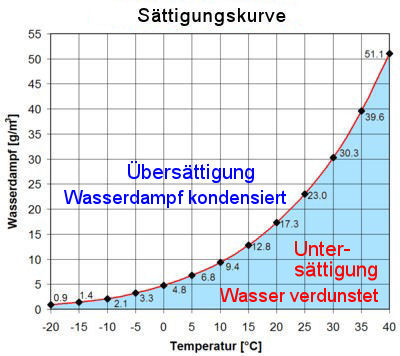 Sättigungskurve
Wasserdampf [g/m³]
55
50
45
40
35
30
25
20
15
10
5
0
51.1
39.6
30.3
23.0
17.3
12.8
9.4
6.8
4.8
3.3
2.1
1.4
0.9
Übersättigung
Wasserdampf kondensiert
Unter-
sättigung
Wasser verdunstet
-20 -15 -10 -5 0 5 10 15 20 25 30 35 40
Temperatur [°C]